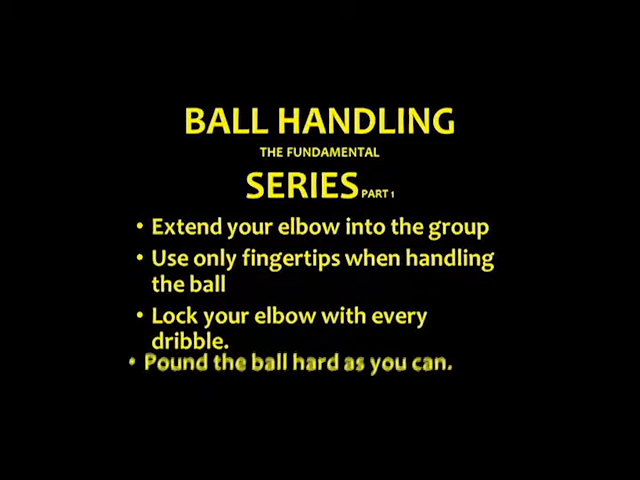 BALL HANDLING
THE FUNDAMENTAL
SERIES PART 1
• Extend your elbow into the group
• Use only fingertips when handling
the ball
• Lock your elbow with every
dribble.
• Pound the ball hard as you can.